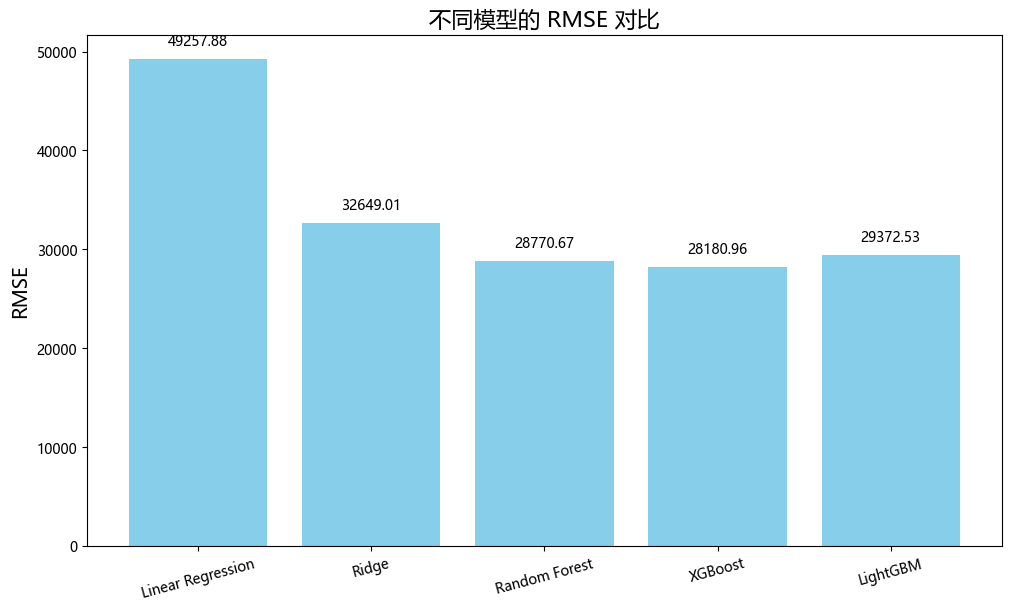 不同模型的 RMSE 对比
50000
40000
30000
20000
10000
0
RMSE
49257.88
32649.01
28770.67
28180.96
29372.53
Linear Regression
Ridge
Random Forest
XGBoost
LightGBM